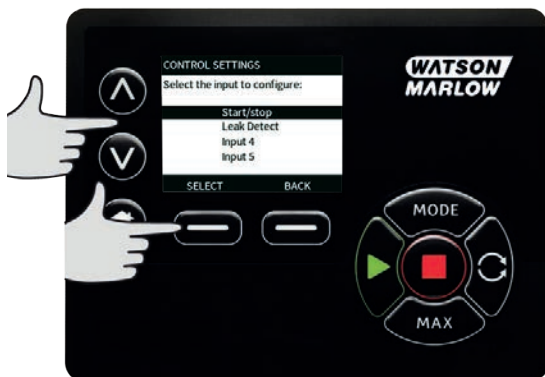 CONTROL SETTINGS
Select the input to configure:
Start/stop
Leak Detect
Input 4
Input 5
SELECT BACK
WATSON
MARLOW
MODE
MAX